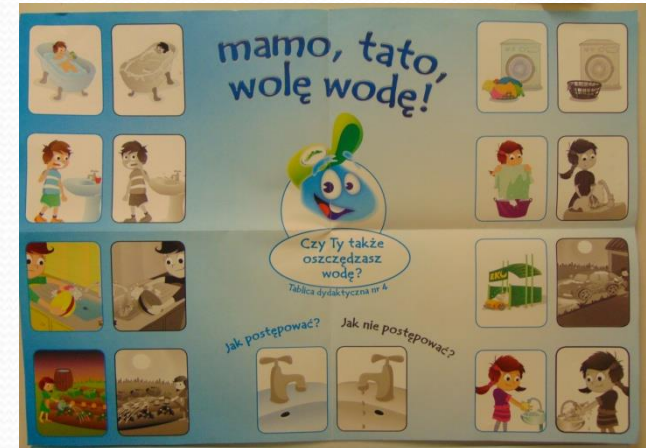 mamo, tato,
wolę wodę!
Czy Ty także
oszczędzasz
wodę?
Tablica dydaktyczna nr 4
Jak postępować?
Jak nie postępować?